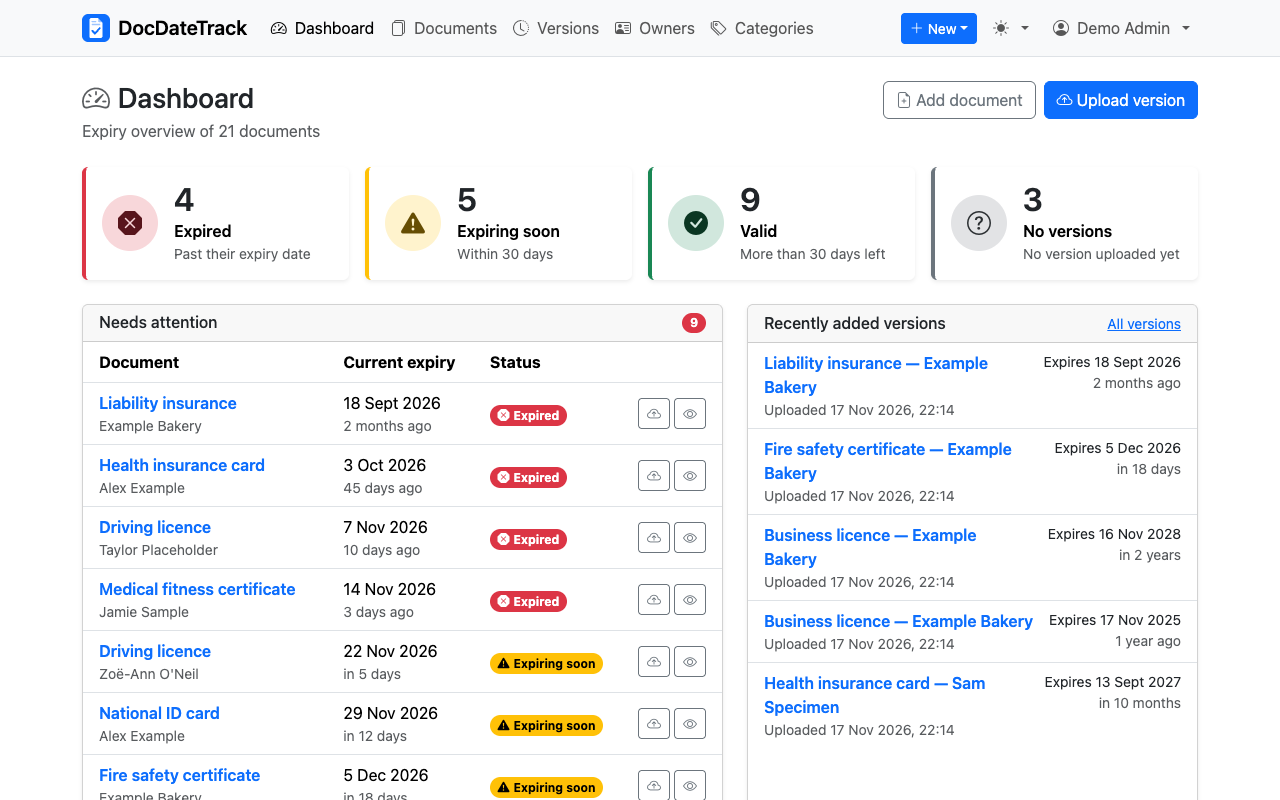 DocDateTrack Dashboard Documents Versions Owners Categories New Demo Admin
Dashboard
Add document Upload version
Expiry overview of 21 documents
4
Expired
Past their expiry date
5
Expiring soon
Within 30 days
9
Valid
More than 30 days left
3
No versions
No version uploaded yet
Needs attention 9
Document Current expiry Status
Liability insurance 18 Sept 2026 Expired
Example Bakery 2 months ago
Health insurance card 3 Oct 2026 Expired
Alex Example 45 days ago
Driving licence 7 Nov 2026 Expired
Taylor Placeholder 10 days ago
Medical fitness certificate 14 Nov 2026 Expired
Jamie Sample 3 days ago
Driving licence 22 Nov 2026 Expiring soon
Zoë-Ann O'Neil in 5 days
National ID card 29 Nov 2026 Expiring soon
Alex Example in 12 days
Fire safety certificate 5 Dec 2026 Expiring soon
Example Bakery in 18 days
Recently added versions All versions
Liability insurance — Example Expires 18 Sept 2026
Bakery 2 months ago
Uploaded 17 Nov 2026, 22:14
Fire safety certificate — Example Expires 5 Dec 2026
Bakery in 18 days
Uploaded 17 Nov 2026, 22:14
Business licence — Example Expires 16 Nov 2028
Bakery in 2 years
Uploaded 17 Nov 2026, 22:14
Business licence — Example Bakery Expires 17 Nov 2025
Uploaded 17 Nov 2026, 22:14 1 year ago
Health insurance card — Sam Expires 13 Sept 2027
Specimen in 10 months
Uploaded 17 Nov 2026, 22:14